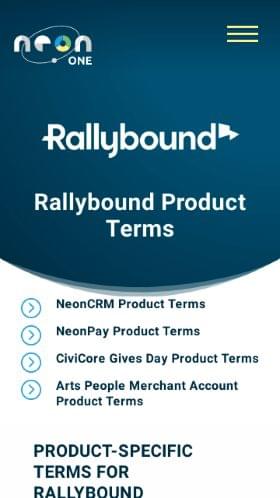 neon
ONE
Rallybound
Rallybound Product
Terms
NeonCRM Product Terms
NeonPay Product Terms
CiviCore Gives Day Product Terms
Arts People Merchant Account
Product Terms
PRODUCT-SPECIFIC
TERMS FOR
RALLYBOUND